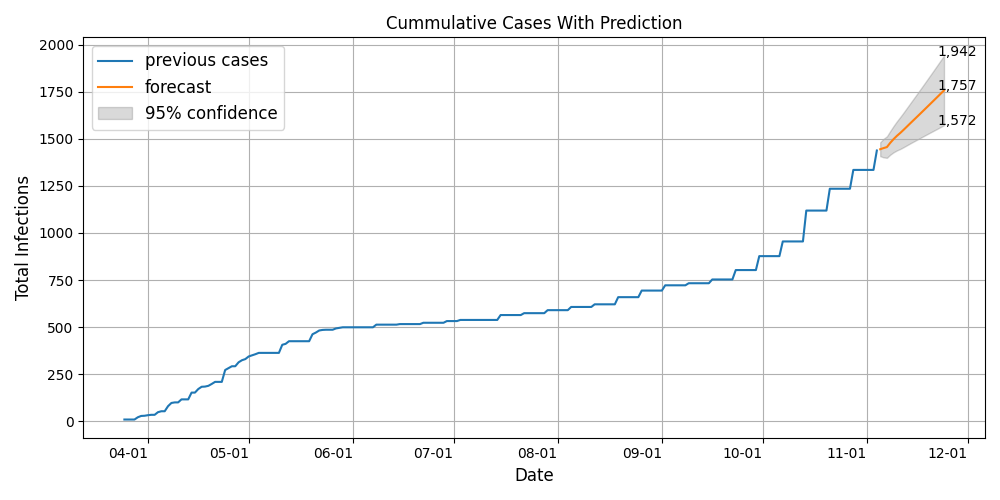 Cummulative Cases With Prediction
previous cases
forecast
95% confidence
2000
1750
1500
1250
1000
750
500
250
0
Total Infections
1,942
1,757
1,572
04-01 05-01 06-01 07-01 08-01 09-01 10-01 11-01 12-01
Date